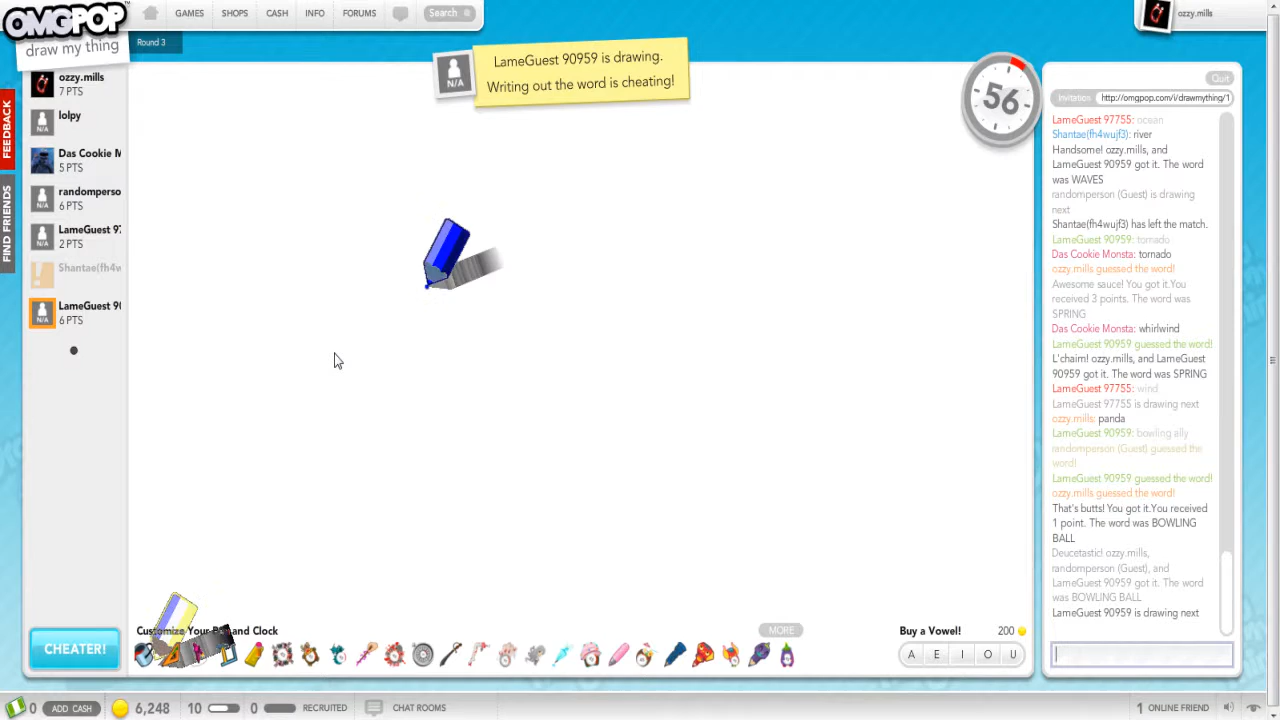 OMGPOP
GAMES SHOPS CASH INFO FORUMS Search
ozzy.mills
draw my thing
Round 3
LameGuest 90959 is drawing.
Writing out the word is cheating!
N/A
56
FEEDBACK
FIND FRIENDS
ozzy.mills
7 PTS
N/A
lolpy
Das Cookie M
5 PTS
N/A
randomperso
6 PTS
N/A
LameGuest 97
2 PTS
Shantae(fh4w
N/A
LameGuest 90
6 PTS
CHEATER!
Quit
Invitation http://omgpop.com/i/drawmything/1
LameGuest 97755: ocean
Shantae(fh4wujf3): river
Handsome! ozzy.mills, and
LameGuest 90959 got it. The word
was WAVES
randomperson (Guest) is drawing
next
Shantae(fh4wujf3) has left the match.
LameGuest 90959: tornado
Das Cookie Monsta: tornado
ozzy.mills guessed the word!
Awesome sauce! You got it.You
received 3 points. The word was
SPRING
Das Cookie Monsta: whirlwind
LameGuest 90959 guessed the word!
L'chaim! ozzy.mills, and LameGuest
90959 got it. The word was SPRING
LameGuest 97755: wind
LameGuest 97755 is drawing next
ozzy.mills: panda
LameGuest 90959: bowling ally
randomperson (Guest) guessed the
word!
LameGuest 90959 guessed the word!
ozzy.mills guessed the word!
That's butts! You got it.You received
1 point. The word was BOWLING
BALL
Deucetastic! ozzy.mills,
randomperson (Guest), and
LameGuest 90959 got it. The word
was BOWLING BALL
LameGuest 90959 is drawing next
Customize Your and Clock
MORE
Buy a Vowel! 200
A E I O U
0 ADD CASH 6,248 10 0 RECRUITED CHAT ROOMS 1 ONLINE FRIEND